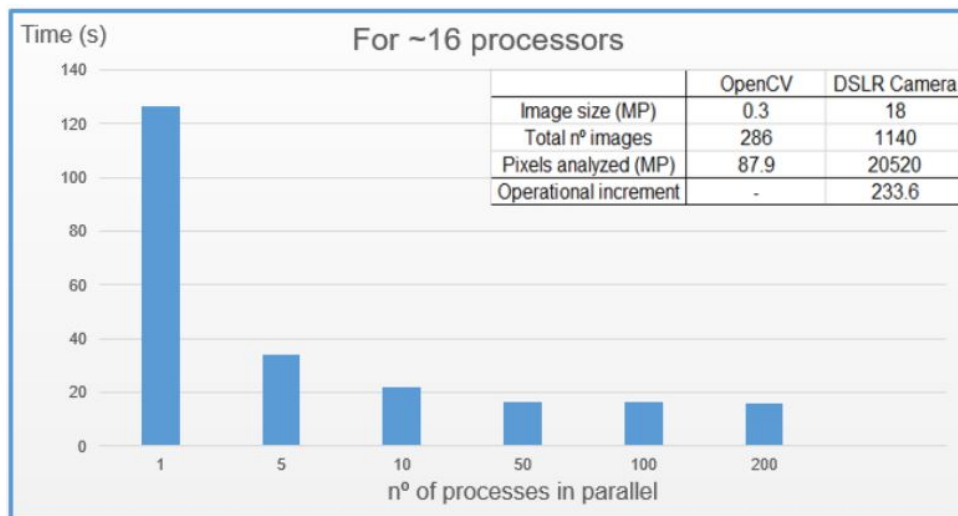 Time (s)
For ~16 processors
140
120
100
80
60
40
20
0
OpenCV DSLR Camera
Image size (MP) 0.3 18
Total nº images 286 1140
Pixels analyzed (MP) 87.9 20520
Operational increment - 233.6
1 5 10 50 100 200
nº of processes in parallel